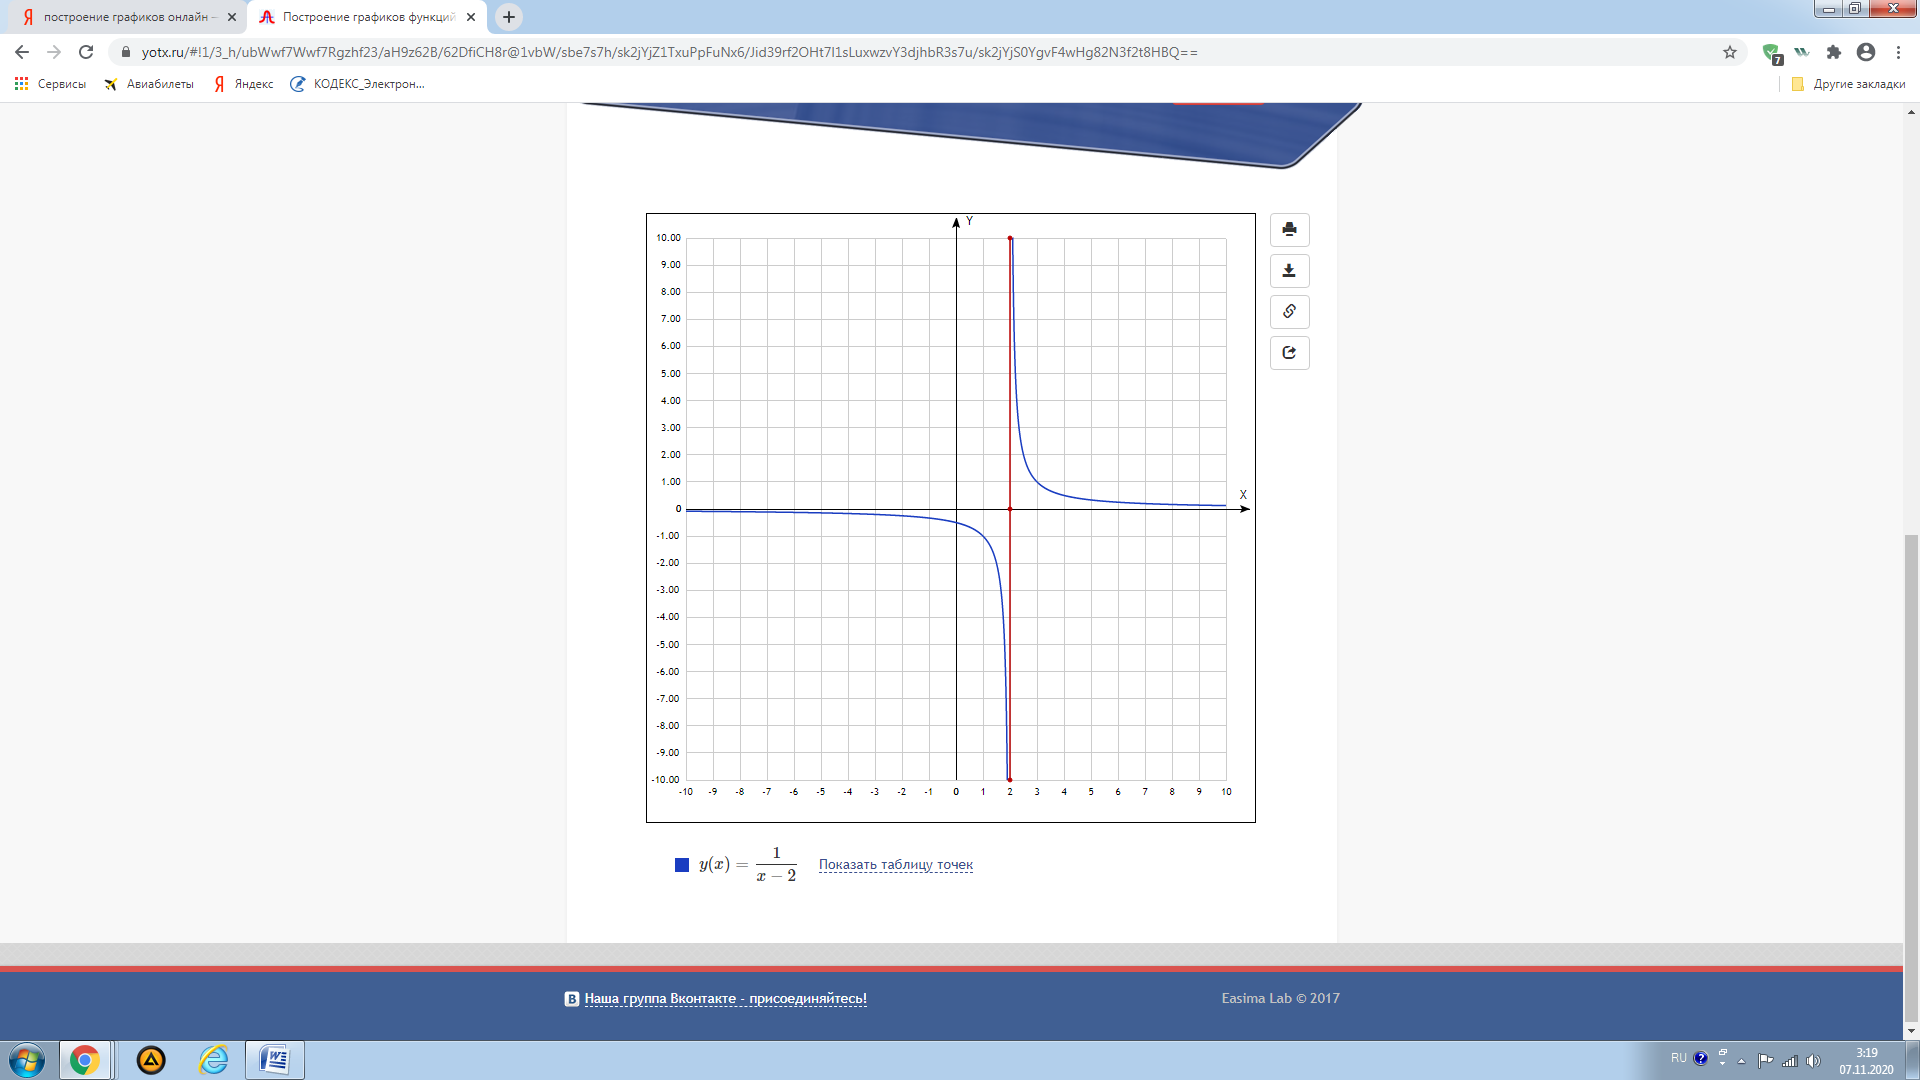 построение графиков онлайн –
Построение графиков функций
yotx.ru/#!1/3_h/ubWwf7Wwf7Rgzhf23/aH9z62B/62DfiCH8r@1vbW/sbe7s7h/sk2jYjZ1TxuPpFuNx6/Jid39rf2OHt7l1sLuxwzvY3djhbR3s7u/sk2jYjS0YgvF4wHg82N3f2t8HBQ==
7
Сервисы
Авиабилеты
Яндекс
КОДЕКС_Электрон...
Другие закладки
Y
10.00
9.00
8.00
7.00
6.00
5.00
4.00
3.00
2.00
1.00
X
0
-1.00
-2.00
-3.00
-4.00
-5.00
-6.00
-7.00
-8.00
-9.00
-10.00
-10 -9 -8 -7 -6 -5 -4 -3 -2 -1 0 1 2 3 4 5 6 7 8 9 10
y(x) = 1/(x − 2) Показать таблицу точек
Наша группа Вконтакте - присоединяйтесь!
Easima Lab © 2017
RU
3:19
07.11.2020